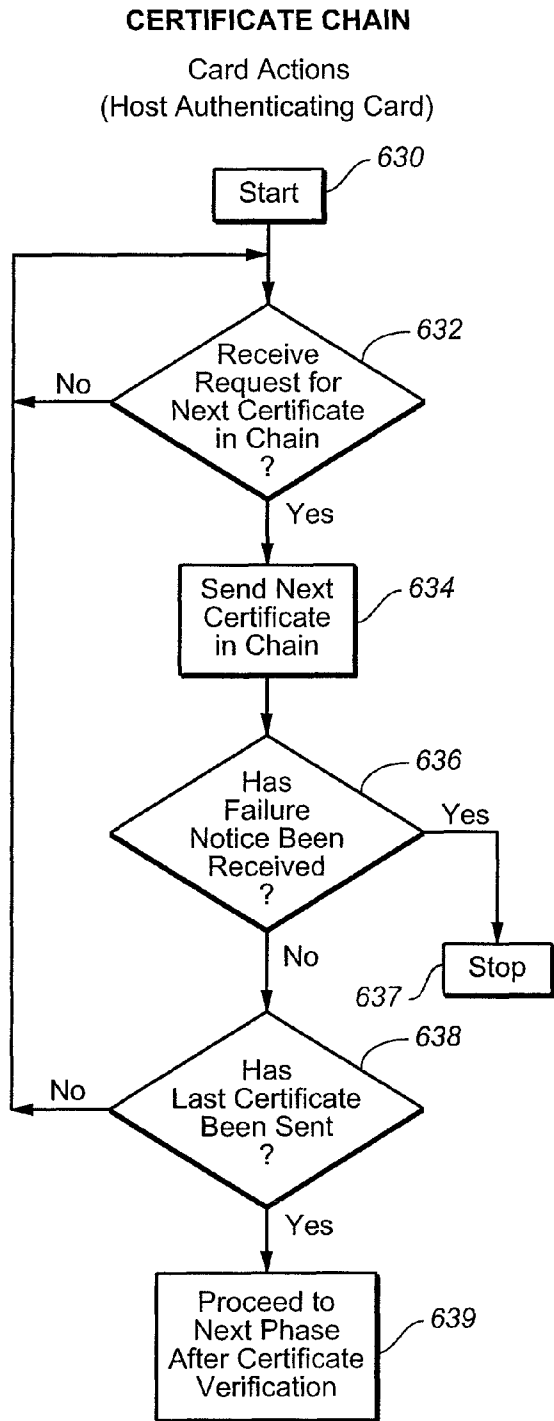 CERTIFICATE CHAIN
Card Actions
(Host Authenticating Card)
630
Start
632
Receive
Request for
Next Certificate
in Chain
?
No
Yes
634
Send Next
Certificate
in Chain
636
Has
Failure
Notice Been
Received
?
Yes
No
637
Stop
638
Has
Last Certificate
Been Sent
?
No
Yes
639
Proceed to
Next Phase
After Certificate
Verification